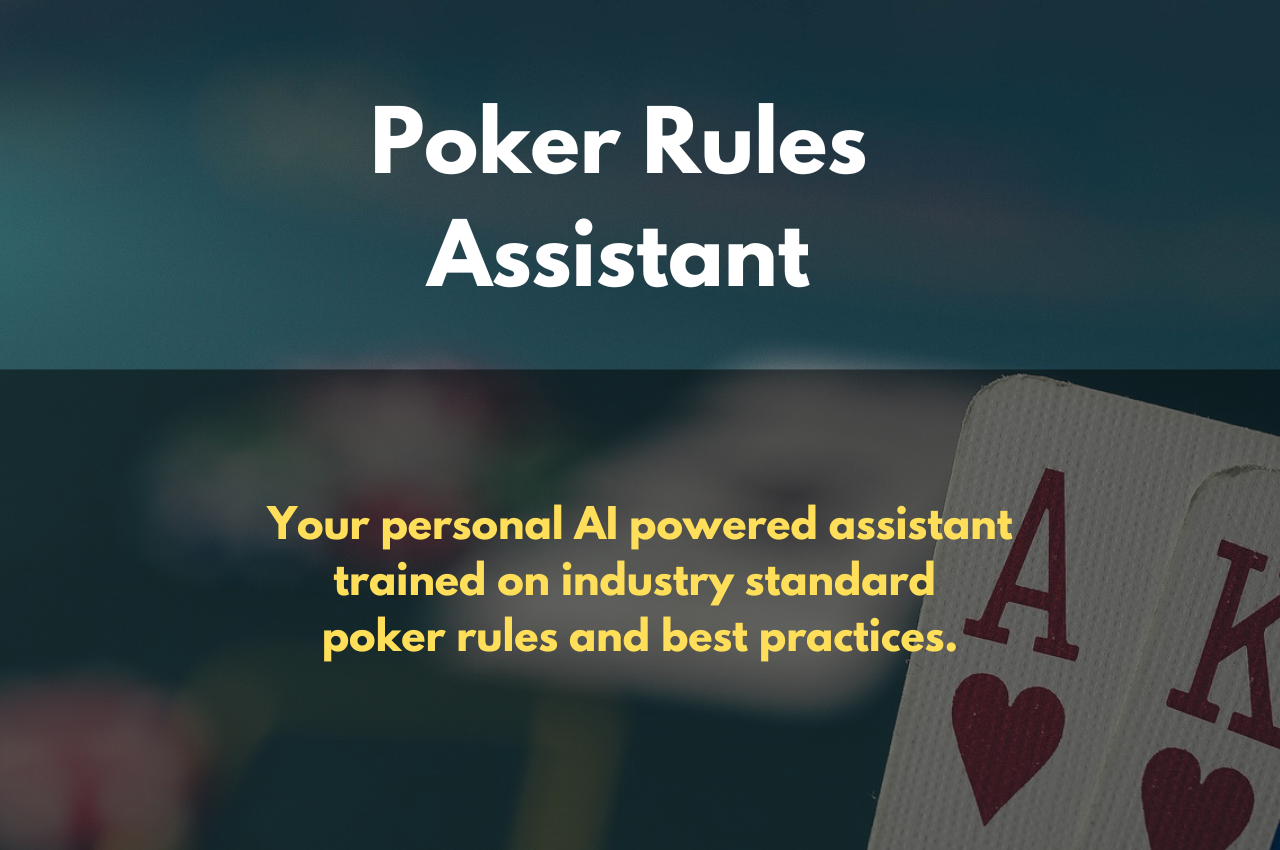 Poker Rules
Assistant
Your personal AI powered assistant
trained on industry standard
poker rules and best practices.
A
K